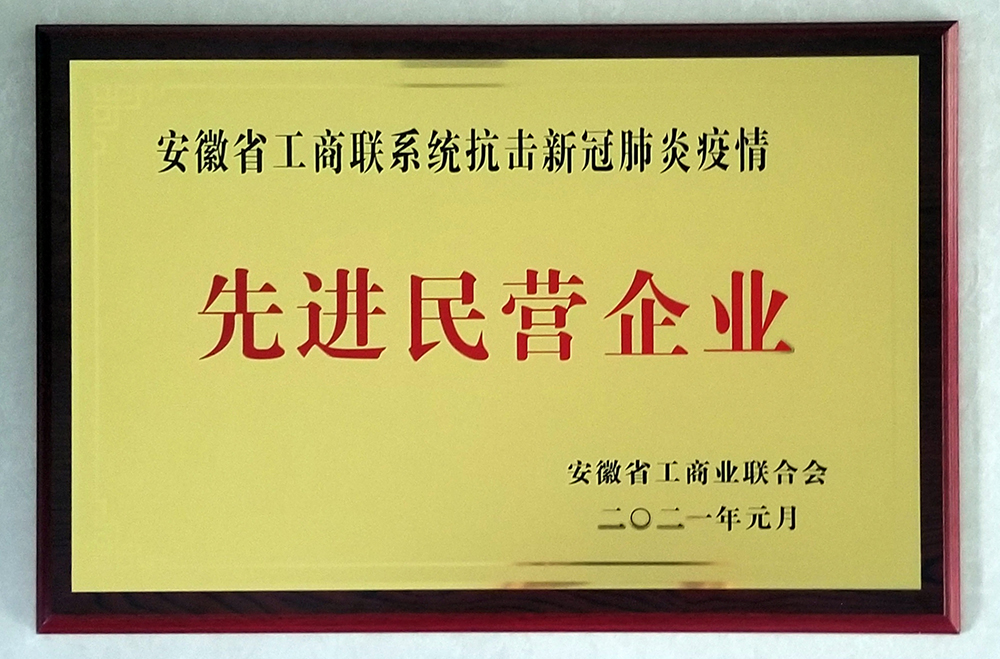 安徽省工商联系统抗击新冠肺炎疫情
先进民营企业
安徽省工商业联合会
二〇二一年元月